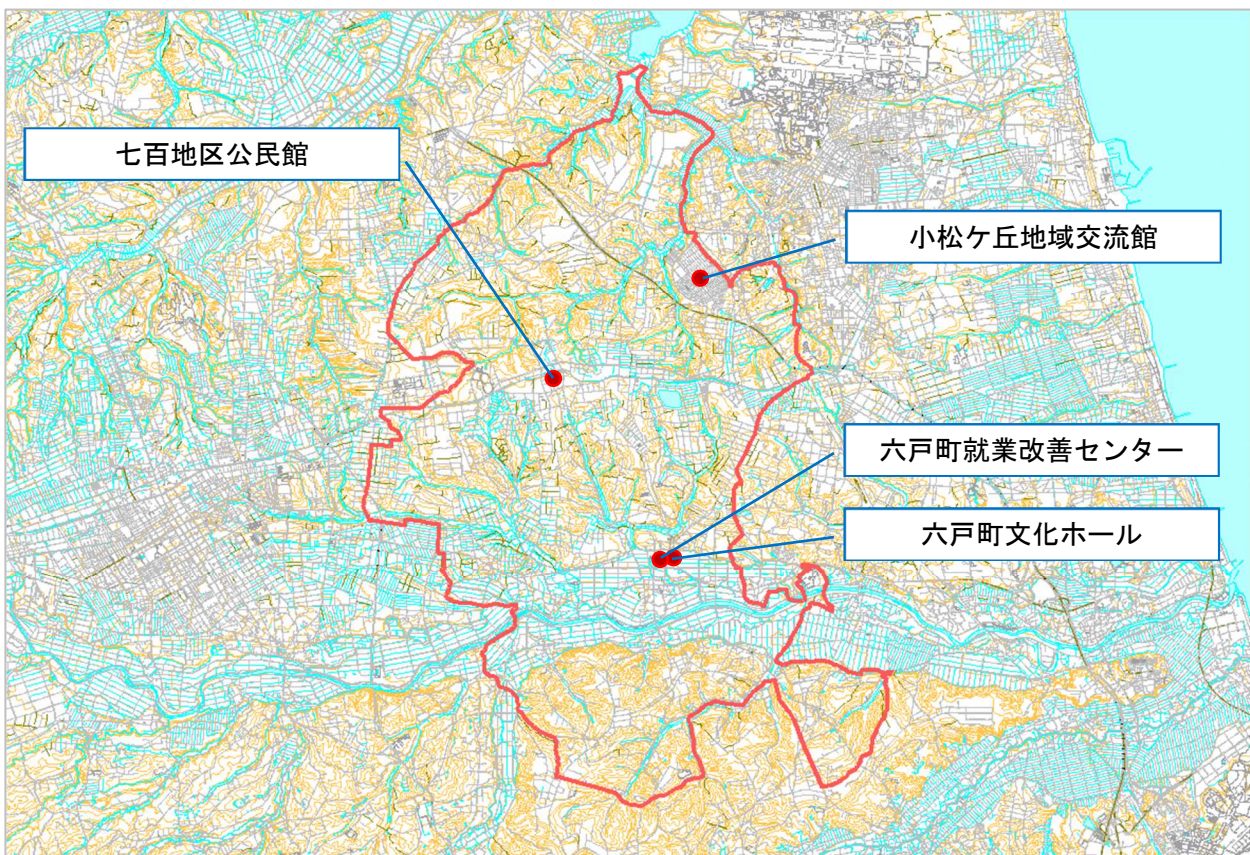 七百地区公民館
小松ケ丘地域交流館
六戸町就業改善センター
六戸町文化ホール